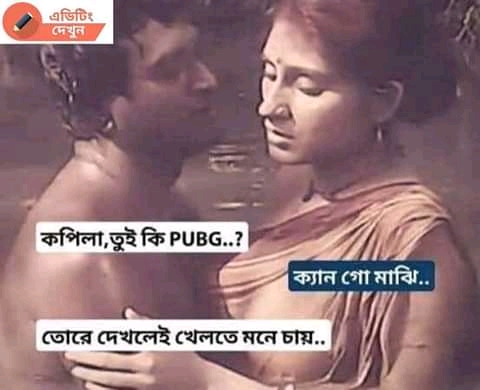 এডিটিং
দেখুন
কপিলা,তুই কি PUBG..?
ক্যান গো মাঝি..
তোরে দেখলেই খেলতে মনে চায়..